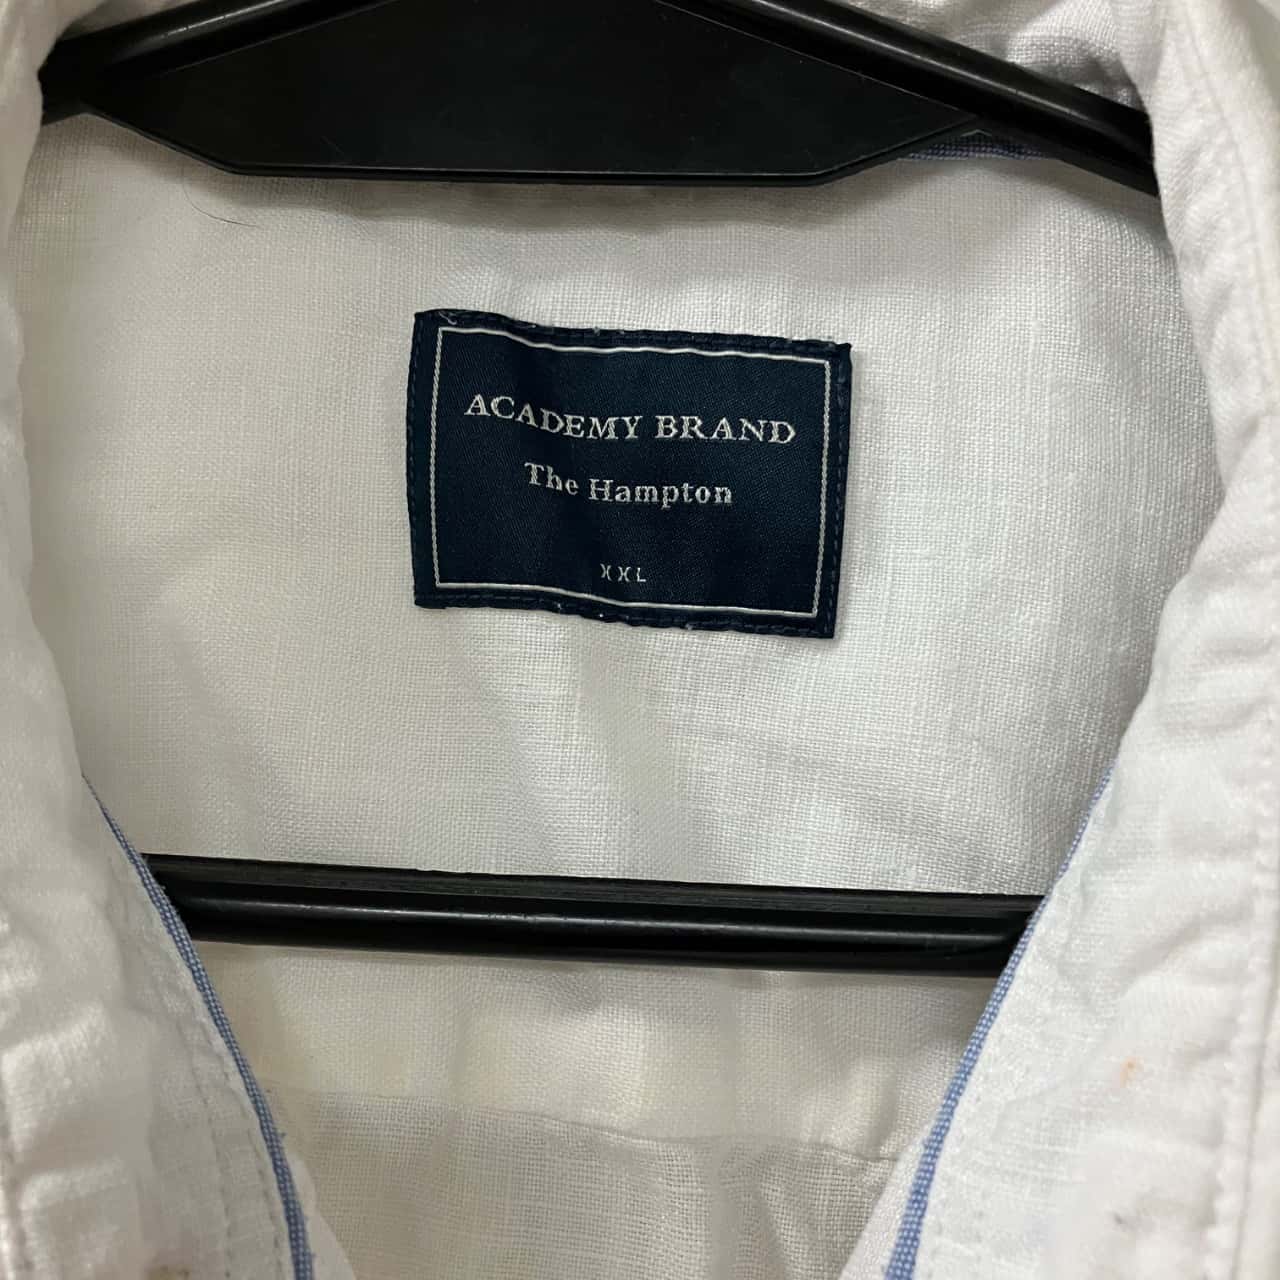 ACADEMY BRAND
The Hampton
XXL